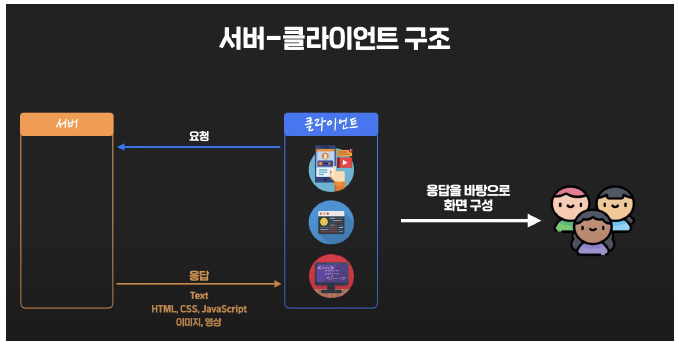 서버-클라이언트 구조
서버
클라이언트
요청
응답을 바탕으로
화면 구성
응답
Text
HTML, CSS, JavaScript
이미지, 영상